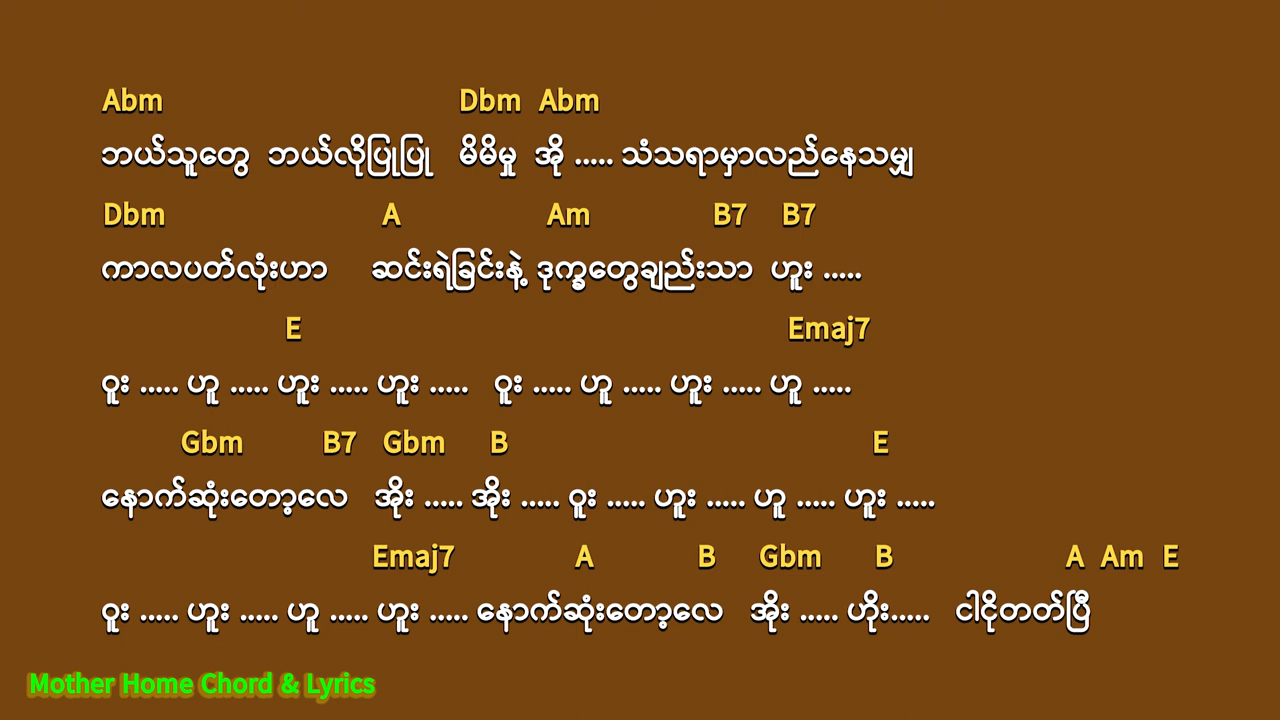 Abm Dbm Abm
ဘယ်သူတွေ ဘယ်လိုပြုပြု မိမိမှု အို ..... သံသရာမှာလည်နေသမျှ
Dbm A Am B7 B7
ကာလပတ်လုံးဟာ ဆင်းရဲခြင်းနဲ့ ဒုက္ခတွေချည်းသာ ဟူး .....
E Emaj7
ဝူး ..... ဟူ ..... ဟူး ..... ဟူး ..... ဝူး ..... ဟူ ..... ဟူး ..... ဟူ .....
Gbm B7 Gbm B E
နောက်ဆုံးတော့လေ အိုး ..... အိုး ..... ဝူး ..... ဟူး ..... ဟူ ..... ဟူး .....
Emaj7 A B Gbm B A Am E
ဝူး ..... ဟူး ..... ဟူ ..... ဟူး ..... နောက်ဆုံးတော့လေ အိုး ..... ဟိုး..... ငါငိုတတ်ပြီ
Mother Home Chord & Lyrics